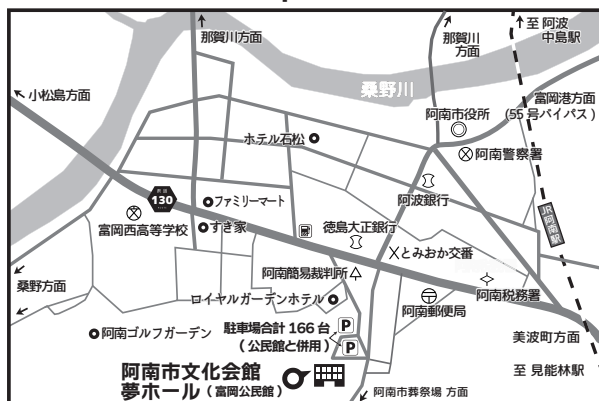 那賀川方面
那賀川
方面
至 阿波
中島駅
小松島方面
桑野川
富岡港方面
(55号バイパス)
阿南市役所
ホテル石松
阿南警察署
阿波銀行
県道
130
ファミリーマート
富岡西高等学校
すき家
徳島大正銀行
とみおか交番
JR阿南駅
阿南簡易裁判所
桑野方面
ロイヤルガーデンホテル
阿南税務署
阿南郵便局
駐車場合計 166 台
(公民館と併用)
P
P
阿南ゴルフガーデン
美波町方面
阿南市文化会館
夢ホール(富岡公民館)
至 見能林駅
阿南市葬祭場 方面